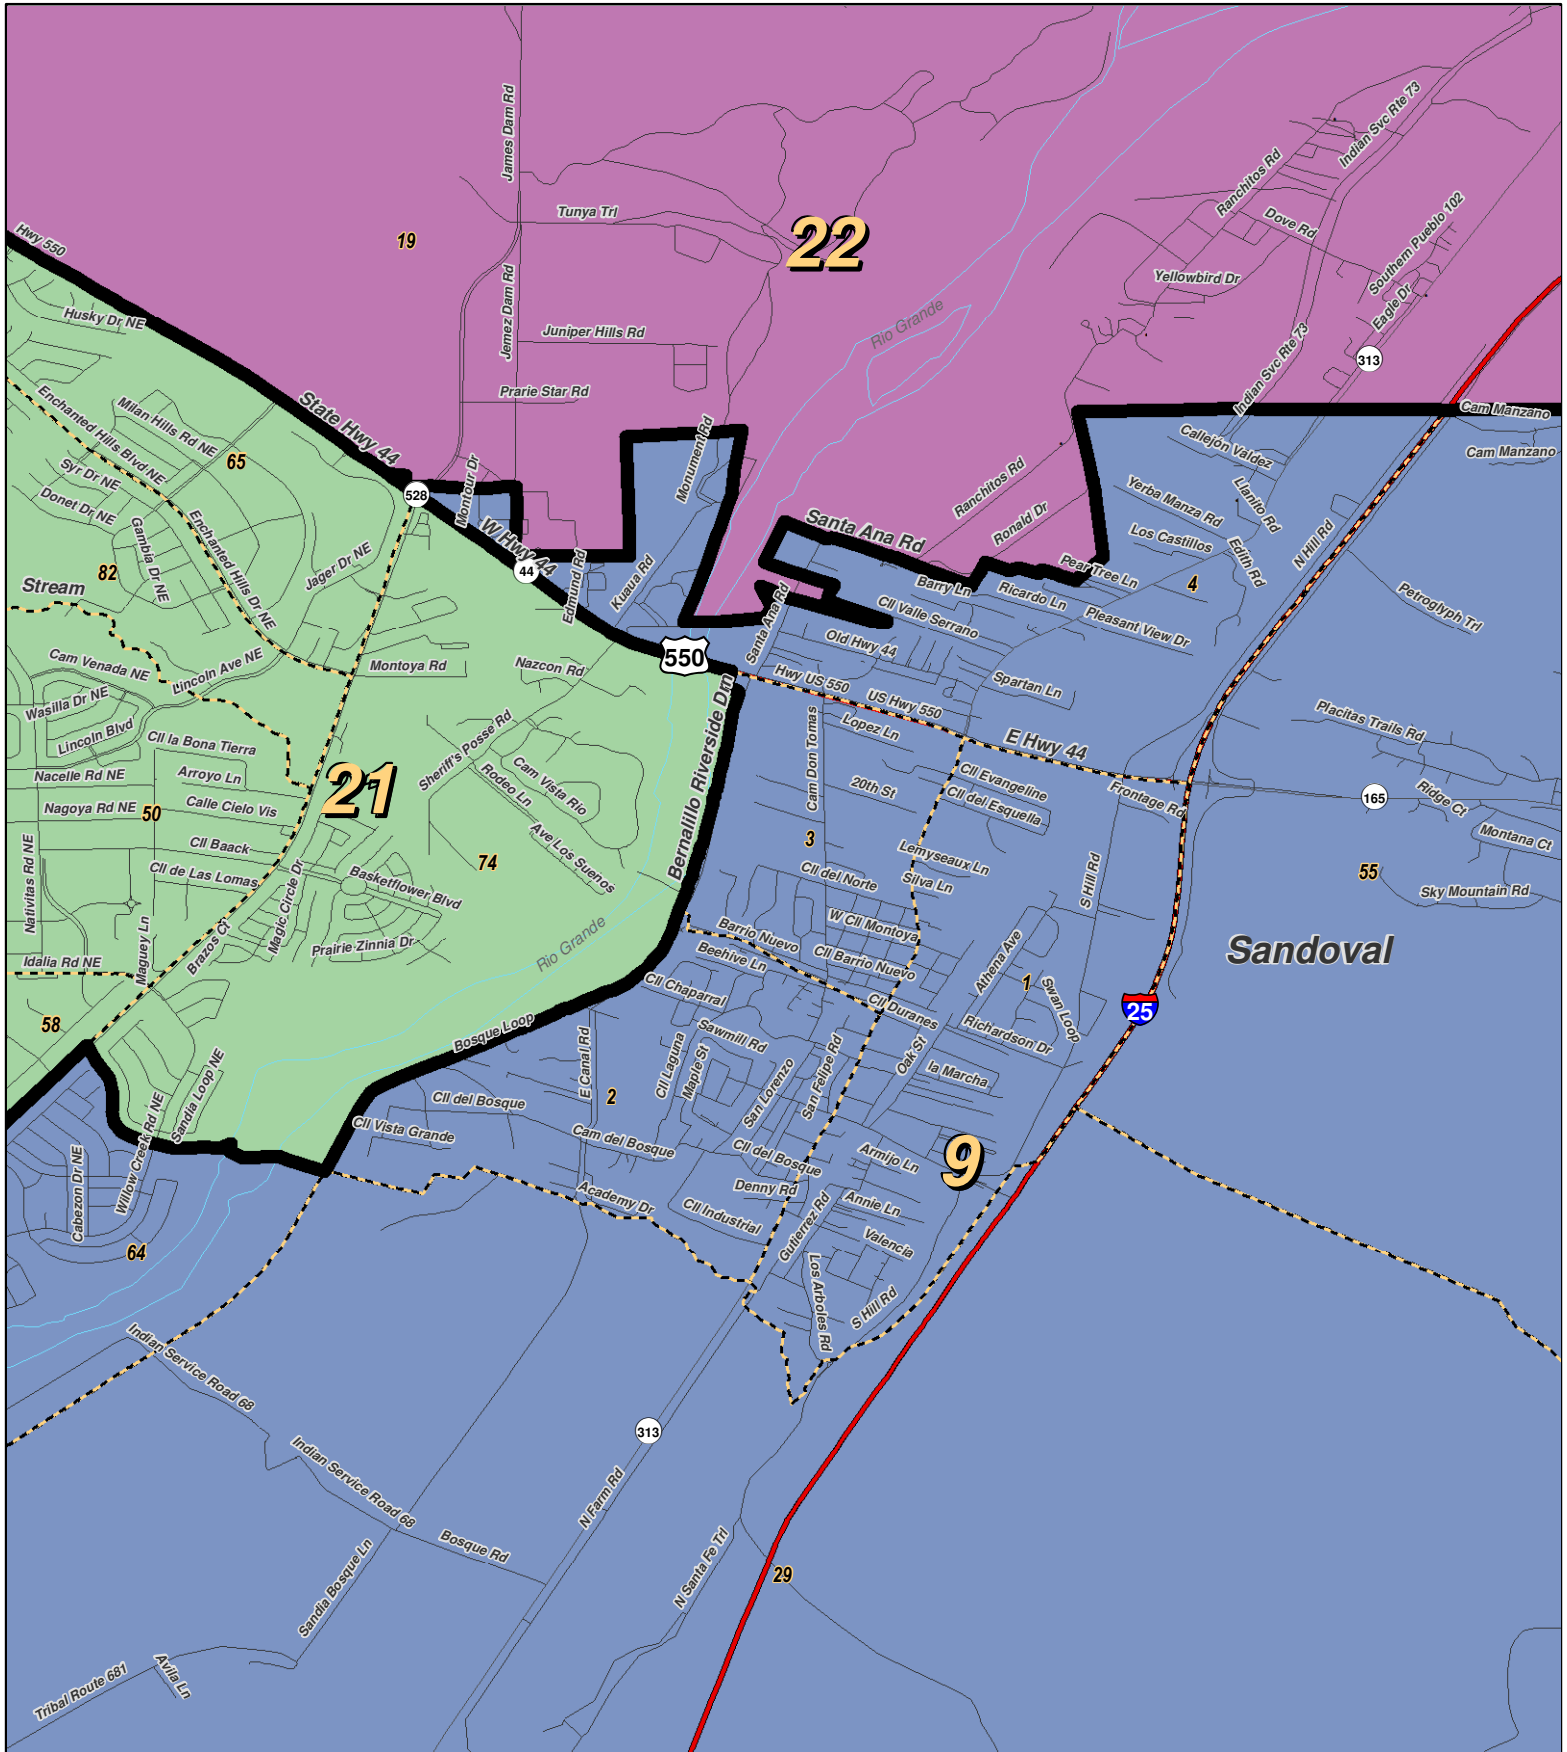 James Dam Rd
Indian Svc Rte 73
Ranchitos Rd
Tunya Trl
Dove Rd
Southern Pueblo 102
22
19
Hwy 550
Yellowbird Dr
Eagle Dr
Jemez Dam Rd
Rio Grande
Husky Dr NE
Juniper Hills Rd
313
Indian Svc Rte 73
Prarie Star Rd
Enchanted Hills Blvd NE
Milan Hills Rd NE
State Hwy 44
Cam Manzano
Callejón Valdez
Cam Manzano
65
Monument Rd
Syr Dr NE
Montour Dr
528
Ranchitos Rd
Yerba Manza Rd
Llanito Rd
Donet Dr NE
Ronald Dr
Santa Ana Rd
Gambia Dr NE
Enchanted Hills Dr NE
W Hwy 44
Los Castillos
N Hill Rd
Edith Rd
Jager Dr NE
44
82
Pear Tree Ln
4
Stream
Edmund Rd
Kuaua Rd
Barry Ln
Ricardo Ln
Petroglyph Trl
Cll Valle Serrano
Pleasant View Dr
Santa Ana Rd
Old Hwy 44
550
Cam Venada NE
Lincoln Ave NE
Montoya Rd
Nazcon Rd
Hwy US 550
US Hwy 550
Spartan Ln
Wasilla Dr NE
Bernalillo Riverside Drn
Lopez Ln
Placitas Trails Rd
Lincoln Blvd
Cll la Bona Tierra
Sheriff's Posse Rd
Cam Don Tomas
E Hwy 44
Nacelle Rd NE
Arroyo Ln
21
Rodeo Ln
Cam Vista Rio
20th St
Cll Evangeline
Frontage Rd
165
Ridge Ct
Nagoya Rd NE
50
Calle Cielo Vis
Cll del Esquella
Montana Ct
Cll Baack
74
Ave Los Suenos
3
Lemyseaux Ln
55
Nativitas Rd NE
Cll de Las Lomas
Basketflower Blvd
Cll del Norte
Silva Ln
S Hill Rd
Sky Mountain Rd
Magic Circle Dr
Maguey Ln
Brazos Ct
Prairie Zinnia Dr
Rio Grande
Barrio Nuevo
W Cll Montoya
Sandoval
Idalia Rd NE
Beehive Ln
Cll Barrio Nuevo
Athena Ave
1
Swan Loop
Cll Chaparral
Cll Duranes
25
58
Bosque Loop
Sawmill Rd
Richardson Dr
E Canal Rd
Cll Laguna
Maple St
San Lorenzo
San Felipe Rd
Oak St
la Marcha
Sandia Loop NE
Cll del Bosque
2
Willow Creek Rd NE
Cll Vista Grande
Cam del Bosque
Cll del Bosque
Armijo Ln
9
Cabezon Dr NE
Academy Dr
Denny Rd
Annie Ln
Cll Industrial
Gutierrez Rd
Valencia
64
Los Arboles Rd
S Hill Rd
Indian Service Road 68
313
Indian Service Road 68
N Farm Rd
Bosque Rd
Sandia Bosque Ln
N Santa Fe Trl
29
Tribal Route 681
Avila Ln